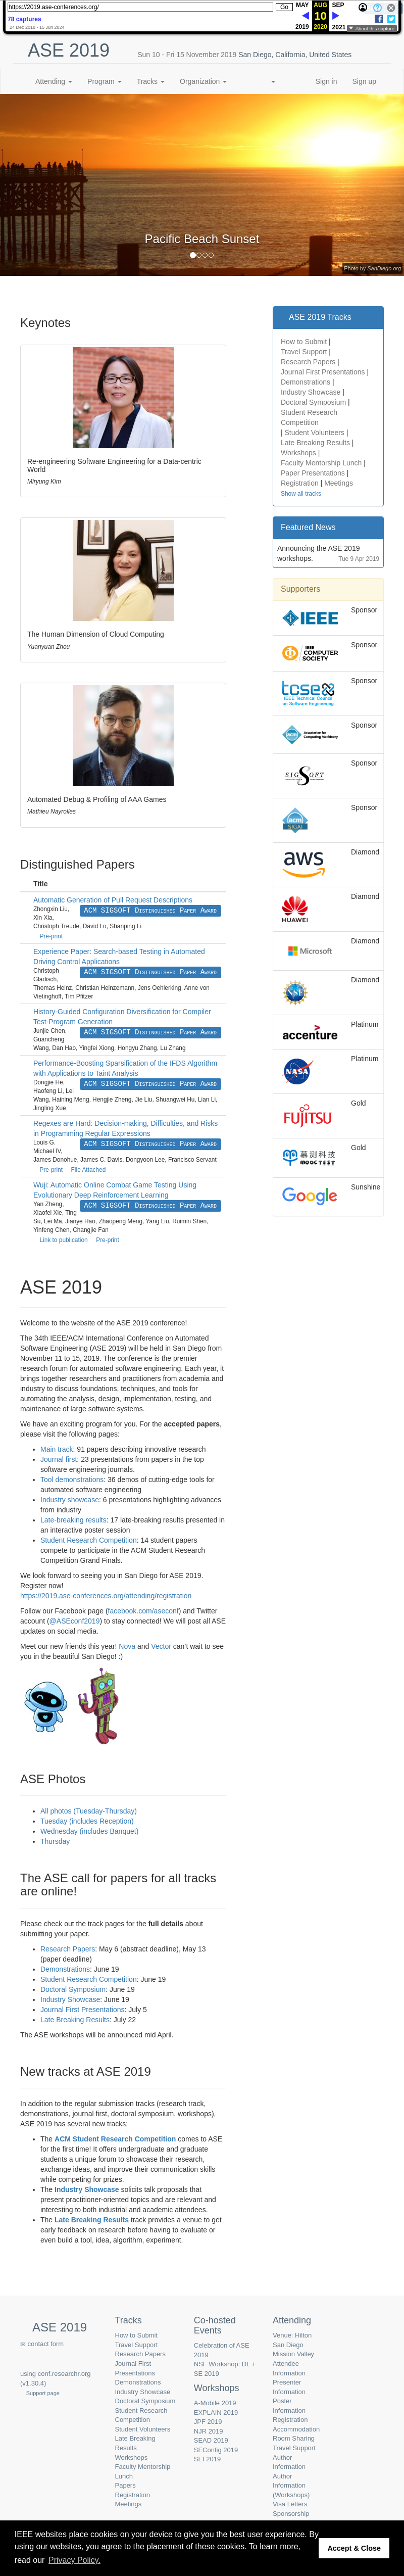 https://2019.ase-conferences.org/
Go
MAY AUG SEP
10
2019 2020 2021
78 captures
24 Dec 2018 - 15 Jun 2024
About this capture
ASE 2019
Sun 10 - Fri 15 November 2019 San Diego, California, United States
Attending Program Tracks Organization Sign in Sign up
Pacific Beach Sunset
Photo by SanDiego.org
Keynotes
Re-engineering Software Engineering for a Data-centric
World
Miryung Kim
The Human Dimension of Cloud Computing
Yuanyuan Zhou
Automated Debug & Profiling of AAA Games
Mathieu Nayrolles
Distinguished Papers
Title
Automatic Generation of Pull Request Descriptions
ACM SIGSOFT Distinguished Paper Award
Zhongxin Liu,
Xin Xia,
Christoph Treude, David Lo, Shanping Li
Pre-print
Experience Paper: Search-based Testing in Automated
Driving Control Applications
ACM SIGSOFT Distinguished Paper Award
Christoph
Gladisch,
Thomas Heinz, Christian Heinzemann, Jens Oehlerking, Anne von
Vietinghoff, Tim Pfitzer
History-Guided Configuration Diversification for Compiler
Test-Program Generation
ACM SIGSOFT Distinguished Paper Award
Junjie Chen,
Guancheng
Wang, Dan Hao, Yingfei Xiong, Hongyu Zhang, Lu Zhang
Performance-Boosting Sparsification of the IFDS Algorithm
with Applications to Taint Analysis
ACM SIGSOFT Distinguished Paper Award
Dongjie He,
Haofeng Li, Lei
Wang, Haining Meng, Hengjie Zheng, Jie Liu, Shuangwei Hu, Lian Li,
Jingling Xue
Regexes are Hard: Decision-making, Difficulties, and Risks
in Programming Regular Expressions
ACM SIGSOFT Distinguished Paper Award
Louis G.
Michael IV,
James Donohue, James C. Davis, Dongyoon Lee, Francisco Servant
Pre-print File Attached
Wuji: Automatic Online Combat Game Testing Using
Evolutionary Deep Reinforcement Learning
ACM SIGSOFT Distinguished Paper Award
Yan Zheng,
Xiaofei Xie, Ting
Su, Lei Ma, Jianye Hao, Zhaopeng Meng, Yang Liu, Ruimin Shen,
Yinfeng Chen, Changjie Fan
Link to publication Pre-print
ASE 2019
Welcome to the website of the ASE 2019 conference!
The 34th IEEE/ACM International Conference on Automated
Software Engineering (ASE 2019) will be held in San Diego from
November 11 to 15, 2019. The conference is the premier
research forum for automated software engineering. Each year, it
brings together researchers and practitioners from academia and
industry to discuss foundations, techniques, and tools for
automating the analysis, design, implementation, testing, and
maintenance of large software systems.
We have an exciting program for you. For the accepted papers,
please visit the following pages:
Main track: 91 papers describing innovative research
Journal first: 23 presentations from papers in the top
software engineering journals.
Tool demonstrations: 36 demos of cutting-edge tools for
automated software engineering
Industry showcase: 6 presentations highlighting advances
from industry
Late-breaking results: 17 late-breaking results presented in
an interactive poster session
Student Research Competition: 14 student papers
compete to participate in the ACM Student Research
Competition Grand Finals.
We look forward to seeing you in San Diego for ASE 2019.
Register now!
https://2019.ase-conferences.org/attending/registration
Follow our Facebook page (facebook.com/aseconf) and Twitter
account (@ASEconf2019) to stay connected! We will post all ASE
updates on social media.
Meet our new friends this year! Nova and Vector can't wait to see
you in the beautiful San Diego! :)
ASE Photos
All photos (Tuesday-Thursday)
Tuesday (includes Reception)
Wednesday (includes Banquet)
Thursday
The ASE call for papers for all tracks
are online!
Please check out the track pages for the full details about
submitting your paper.
Research Papers: May 6 (abstract deadline), May 13
(paper deadline)
Demonstrations: June 19
Student Research Competition: June 19
Doctoral Symposium: June 19
Industry Showcase: June 19
Journal First Presentations: July 5
Late Breaking Results: July 22
The ASE workshops will be announced mid April.
New tracks at ASE 2019
In addition to the regular submission tracks (research track,
demonstrations, journal first, doctoral symposium, workshops),
ASE 2019 has several new tracks:
The ACM Student Research Competition comes to ASE
for the first time! It offers undergraduate and graduate
students a unique forum to showcase their research,
exchange ideas, and improve their communication skills
while competing for prizes.
The Industry Showcase solicits talk proposals that
present practitioner-oriented topics and are relevant and
interesting to both industrial and academic attendees.
The Late Breaking Results track provides a venue to get
early feedback on research before having to evaluate or
even build a tool, idea, algorithm, experiment.
ASE 2019 Tracks
How to Submit |
Travel Support |
Research Papers |
Journal First Presentations |
Demonstrations |
Industry Showcase |
Doctoral Symposium |
Student Research
Competition
| Student Volunteers |
Late Breaking Results |
Workshops |
Faculty Mentorship Lunch |
Paper Presentations |
Registration | Meetings
Show all tracks
Featured News
Announcing the ASE 2019
workshops. Tue 9 Apr 2019
Supporters
IEEE Sponsor
IEEE COMPUTER SOCIETY Sponsor
tcse IEEE Technical Council on Software Engineering Sponsor
acm Association for Computing Machinery Sponsor
SIGSOFT Sponsor
acm SIGAI Sponsor
aws Diamond
HUAWEI Diamond
Microsoft Diamond
NSF Diamond
accenture Platinum
NASA Platinum
FUJITSU Gold
慕测科技 MOOCTEST Gold
Google Sunshine
ASE 2019
✉ contact form
using conf.researchr.org
(v1.30.4)
Support page
Tracks
How to Submit
Travel Support
Research Papers
Journal First
Presentations
Demonstrations
Industry Showcase
Doctoral Symposium
Student Research
Competition
Student Volunteers
Late Breaking
Results
Workshops
Faculty Mentorship
Lunch
Papers
Registration
Meetings
Co-hosted
Events
Celebration of ASE
2019
NSF Workshop: DL +
SE 2019
Workshops
A-Mobile 2019
EXPLAIN 2019
JPF 2019
NJR 2019
SEAD 2019
SEConfig 2019
SEI 2019
Attending
Venue: Hilton
San Diego
Mission Valley
Attendee
Information
Presenter
Information
Poster
Information
Registration
Accommodation
Room Sharing
Travel Support
Author
Information
Author
Information
(Workshops)
Visa Letters
Sponsorship
IEEE websites place cookies on your device to give you the best user experience. By
using our websites, you agree to the placement of these cookies. To learn more,
read our Privacy Policy.
Accept & Close